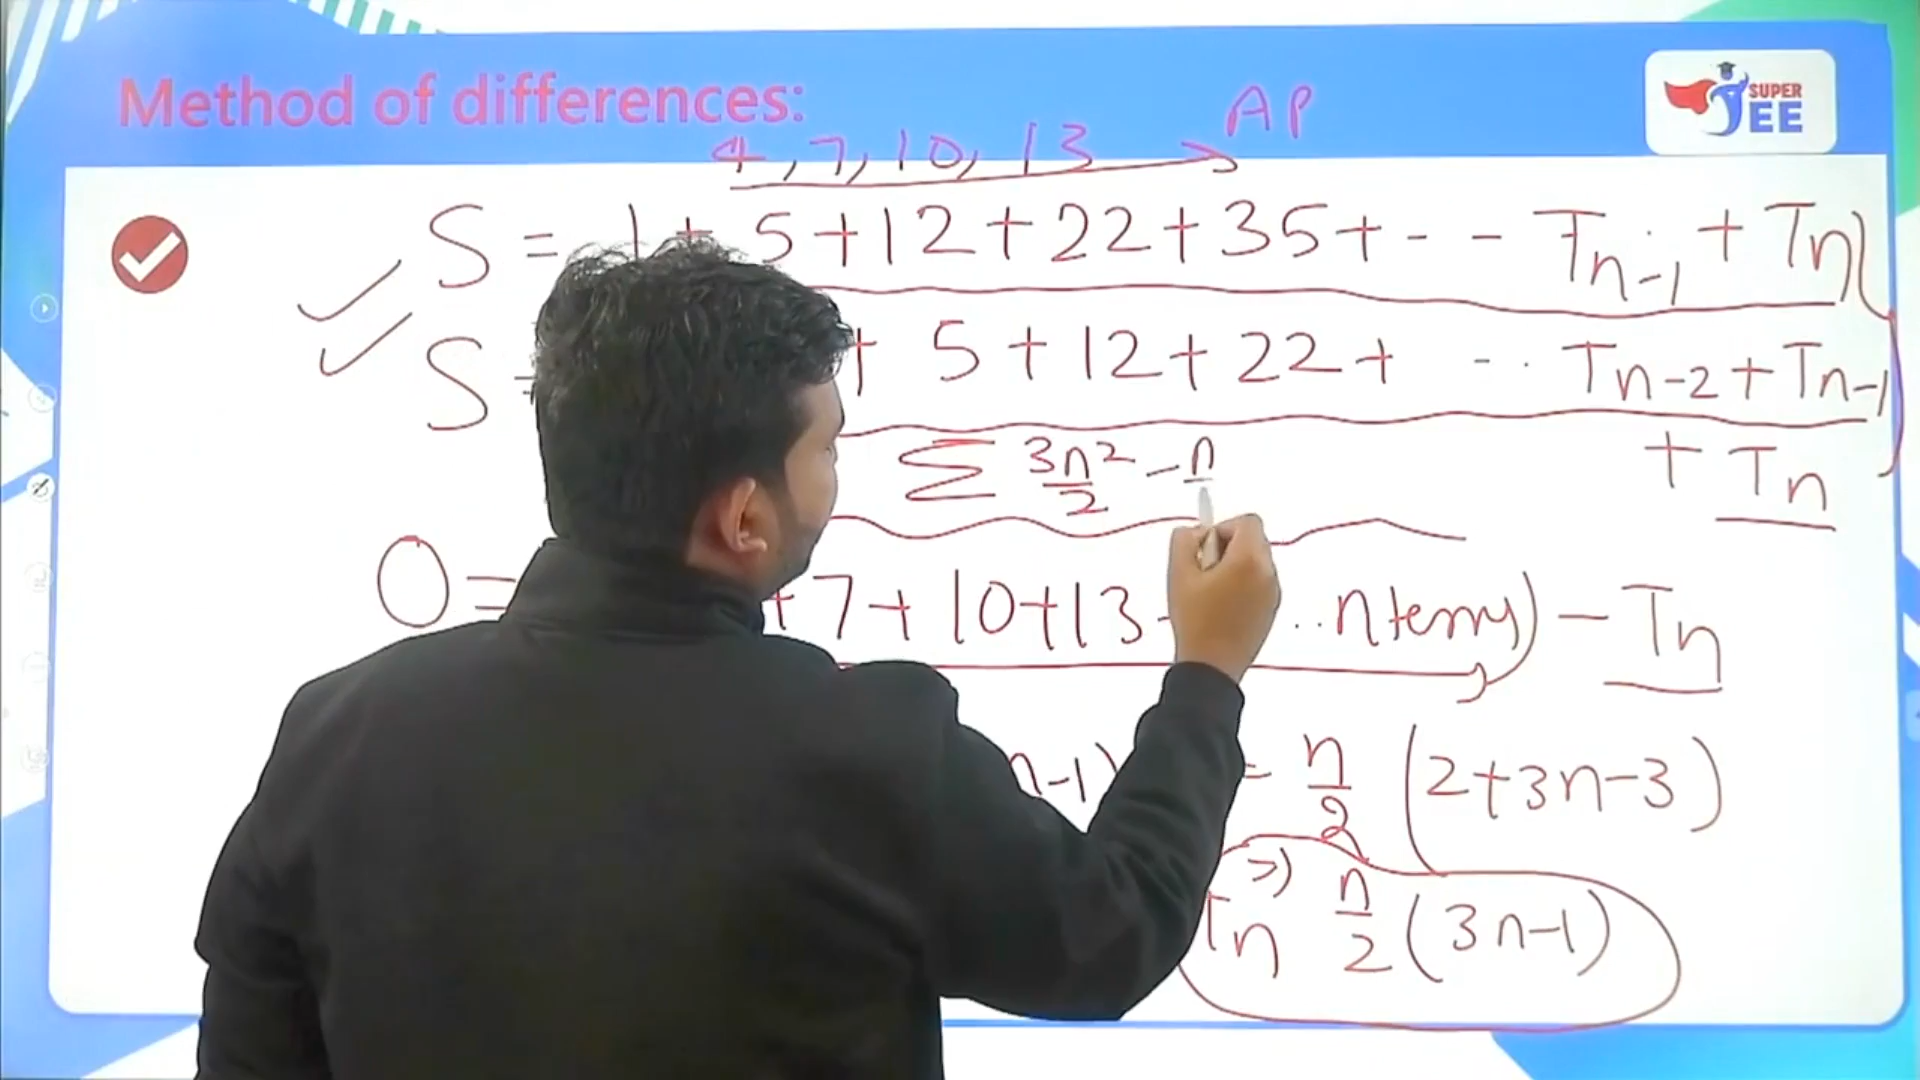 Method of differences:
SUPER
JEE
4, 7, 10, 13 → AP
S = 1 + 5 + 12 + 22 + 35 + - - Tn-1 + Tn
S = + 5 + 12 + 22 + - . Tn-2 + Tn-1
+ Tn
Σ 3n²/2 - n
0 = + 7 + 10 + 13 . . n terms) - Tn
n-1) = n/2 (2+3n-3)
=>
Tn n/2 (3n-1)